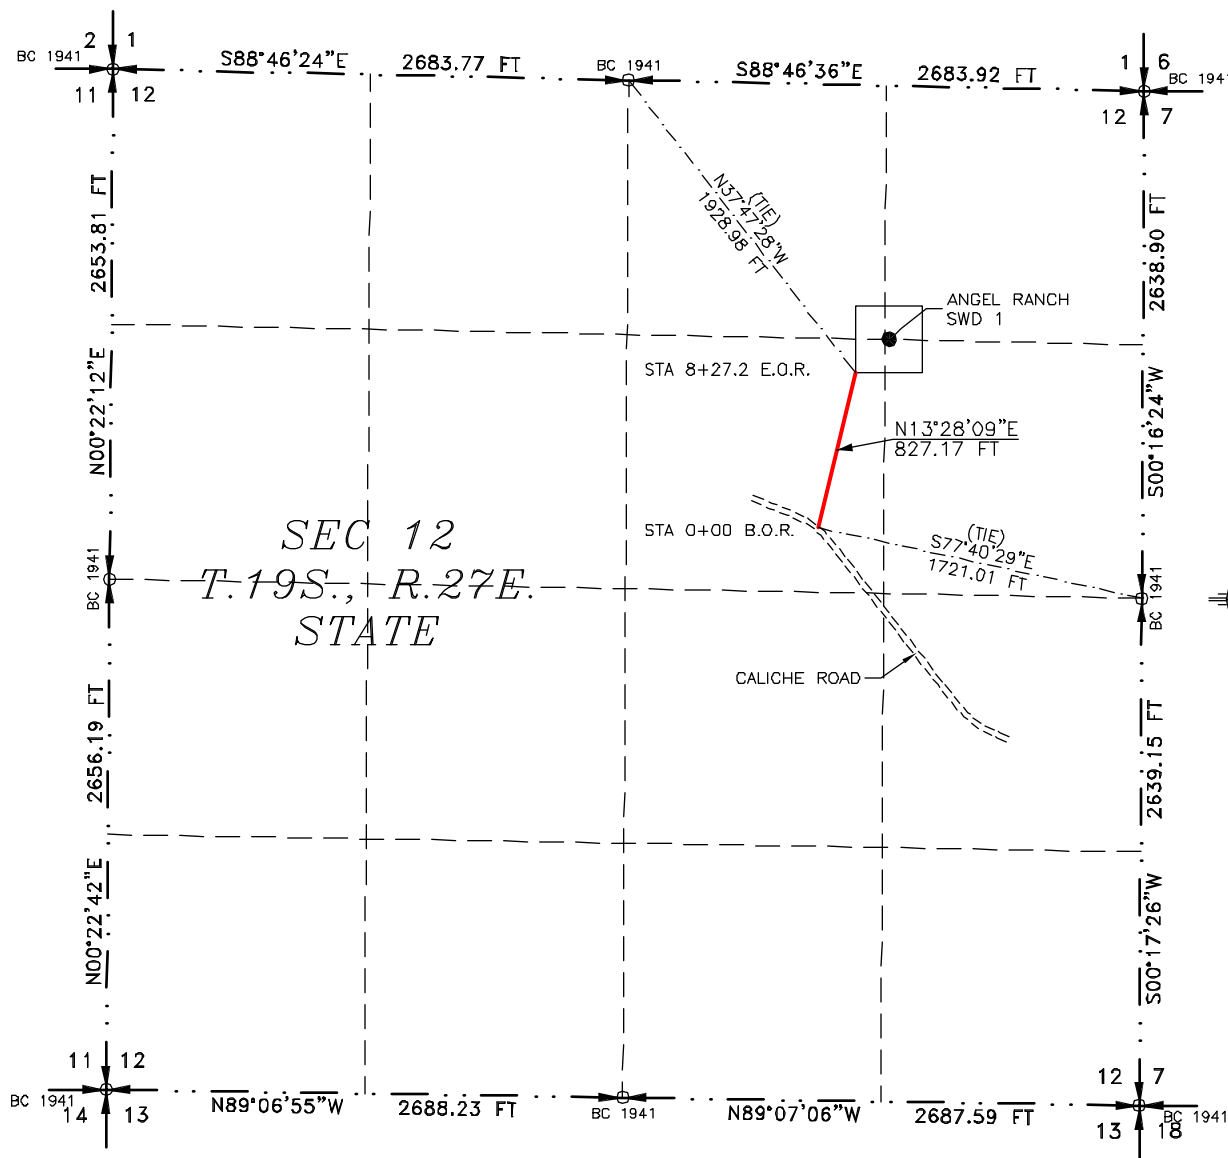 2 1
BC 1941
11 12
S88°46'24"E 2683.77 FT
BC 1941
S88°46'36"E 2683.92 FT
1 6
BC 1941
12 7
2653.81 FT
N00°22'12"E
(TIE)
N37°47'28"W
1928.98 FT
2638.90 FT
S00°16'24"W
ANGEL RANCH
SWD 1
STA 8+27.2 E.O.R.
N13°28'09"E
827.17 FT
STA 0+00 B.O.R.
(TIE)
S77°40'29"E
1721.01 FT
SEC 12
T.19S., R.27E.
STATE
BC 1941
BC 1941
CALICHE ROAD
2656.19 FT
N00°22'42"E
2639.15 FT
S00°17'26"W
11 12
BC 1941
14 13
N89°06'55"W 2688.23 FT
BC 1941
N89°07'06"W 2687.59 FT
12 7
BC 1941
13 18